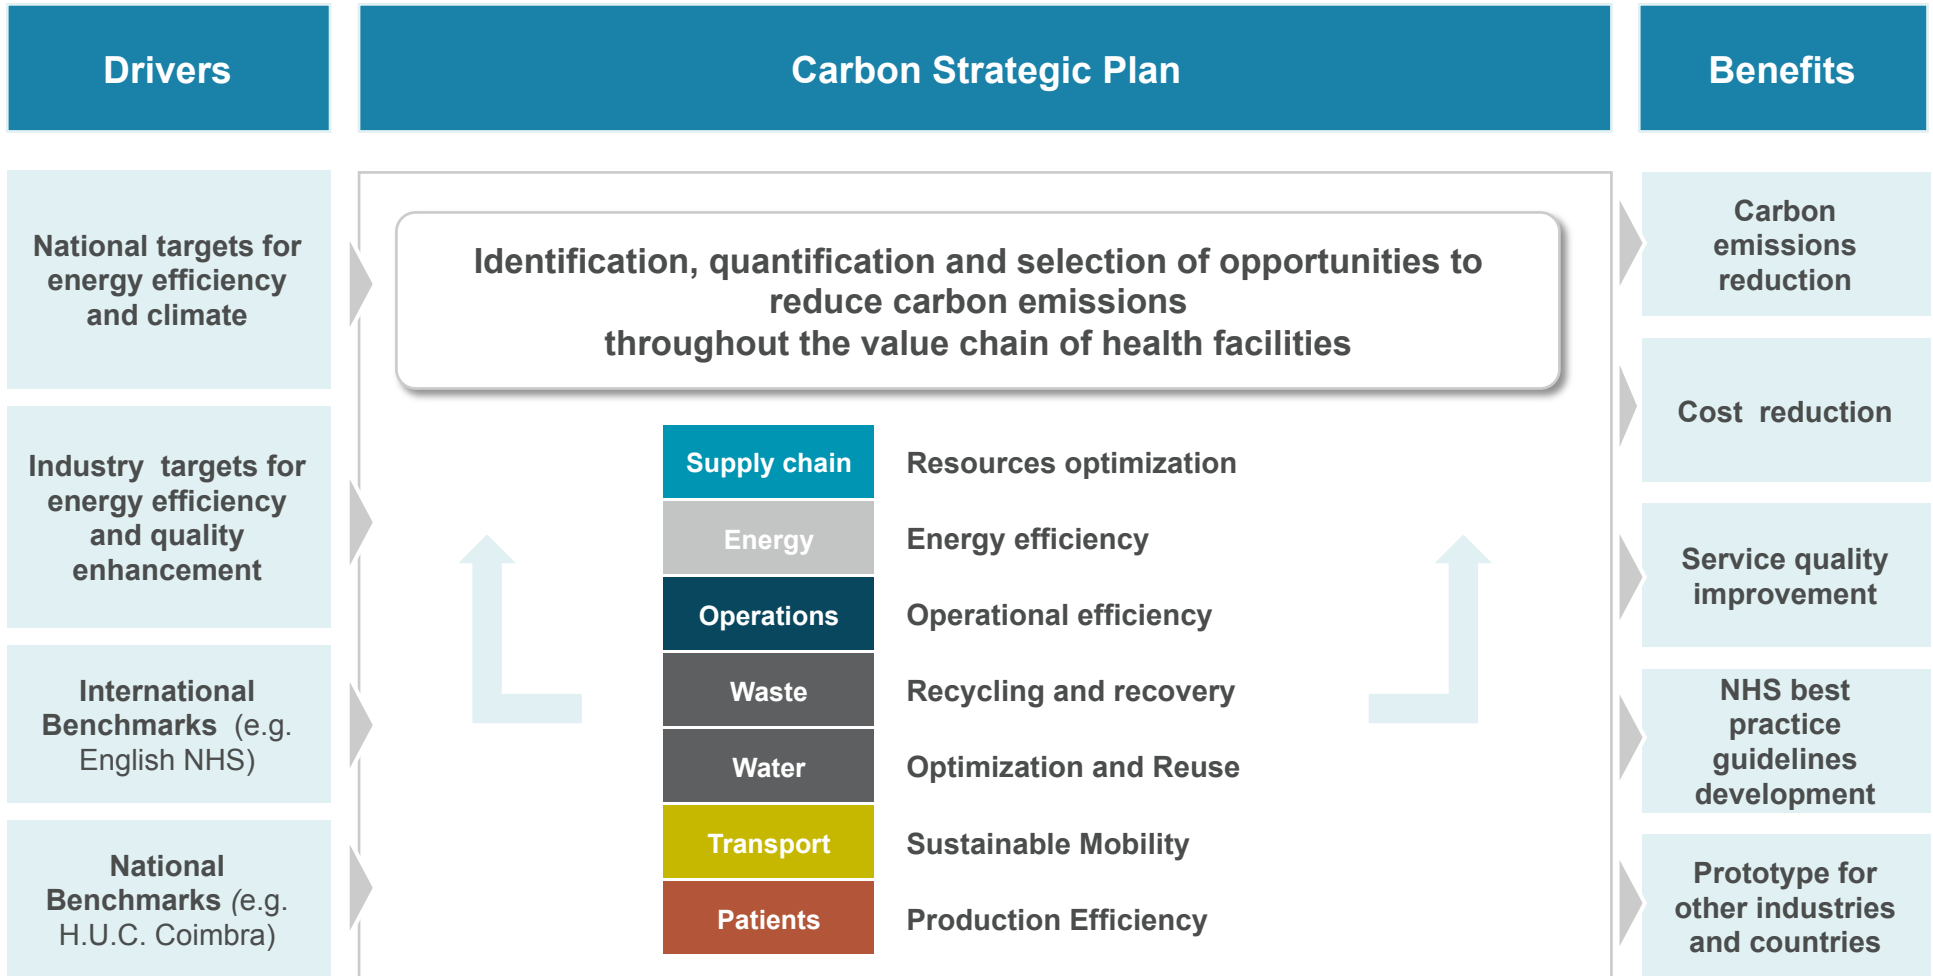 Drivers
Carbon Strategic Plan
Benefits
National targets for
energy efficiency
and climate
Industry targets for
energy efficiency
and quality
enhancement
International
Benchmarks (e.g.
English NHS)
National
Benchmarks (e.g.
H.U.C. Coimbra)
Identification, quantification and selection of opportunities to
reduce carbon emissions
throughout the value chain of health facilities
Supply chain Resources optimization
Energy Energy efficiency
Operations Operational efficiency
Waste Recycling and recovery
Water Optimization and Reuse
Transport Sustainable Mobility
Patients Production Efficiency
Carbon
emissions
reduction
Cost reduction
Service quality
improvement
NHS best
practice
guidelines
development
Prototype for
other industries
and countries